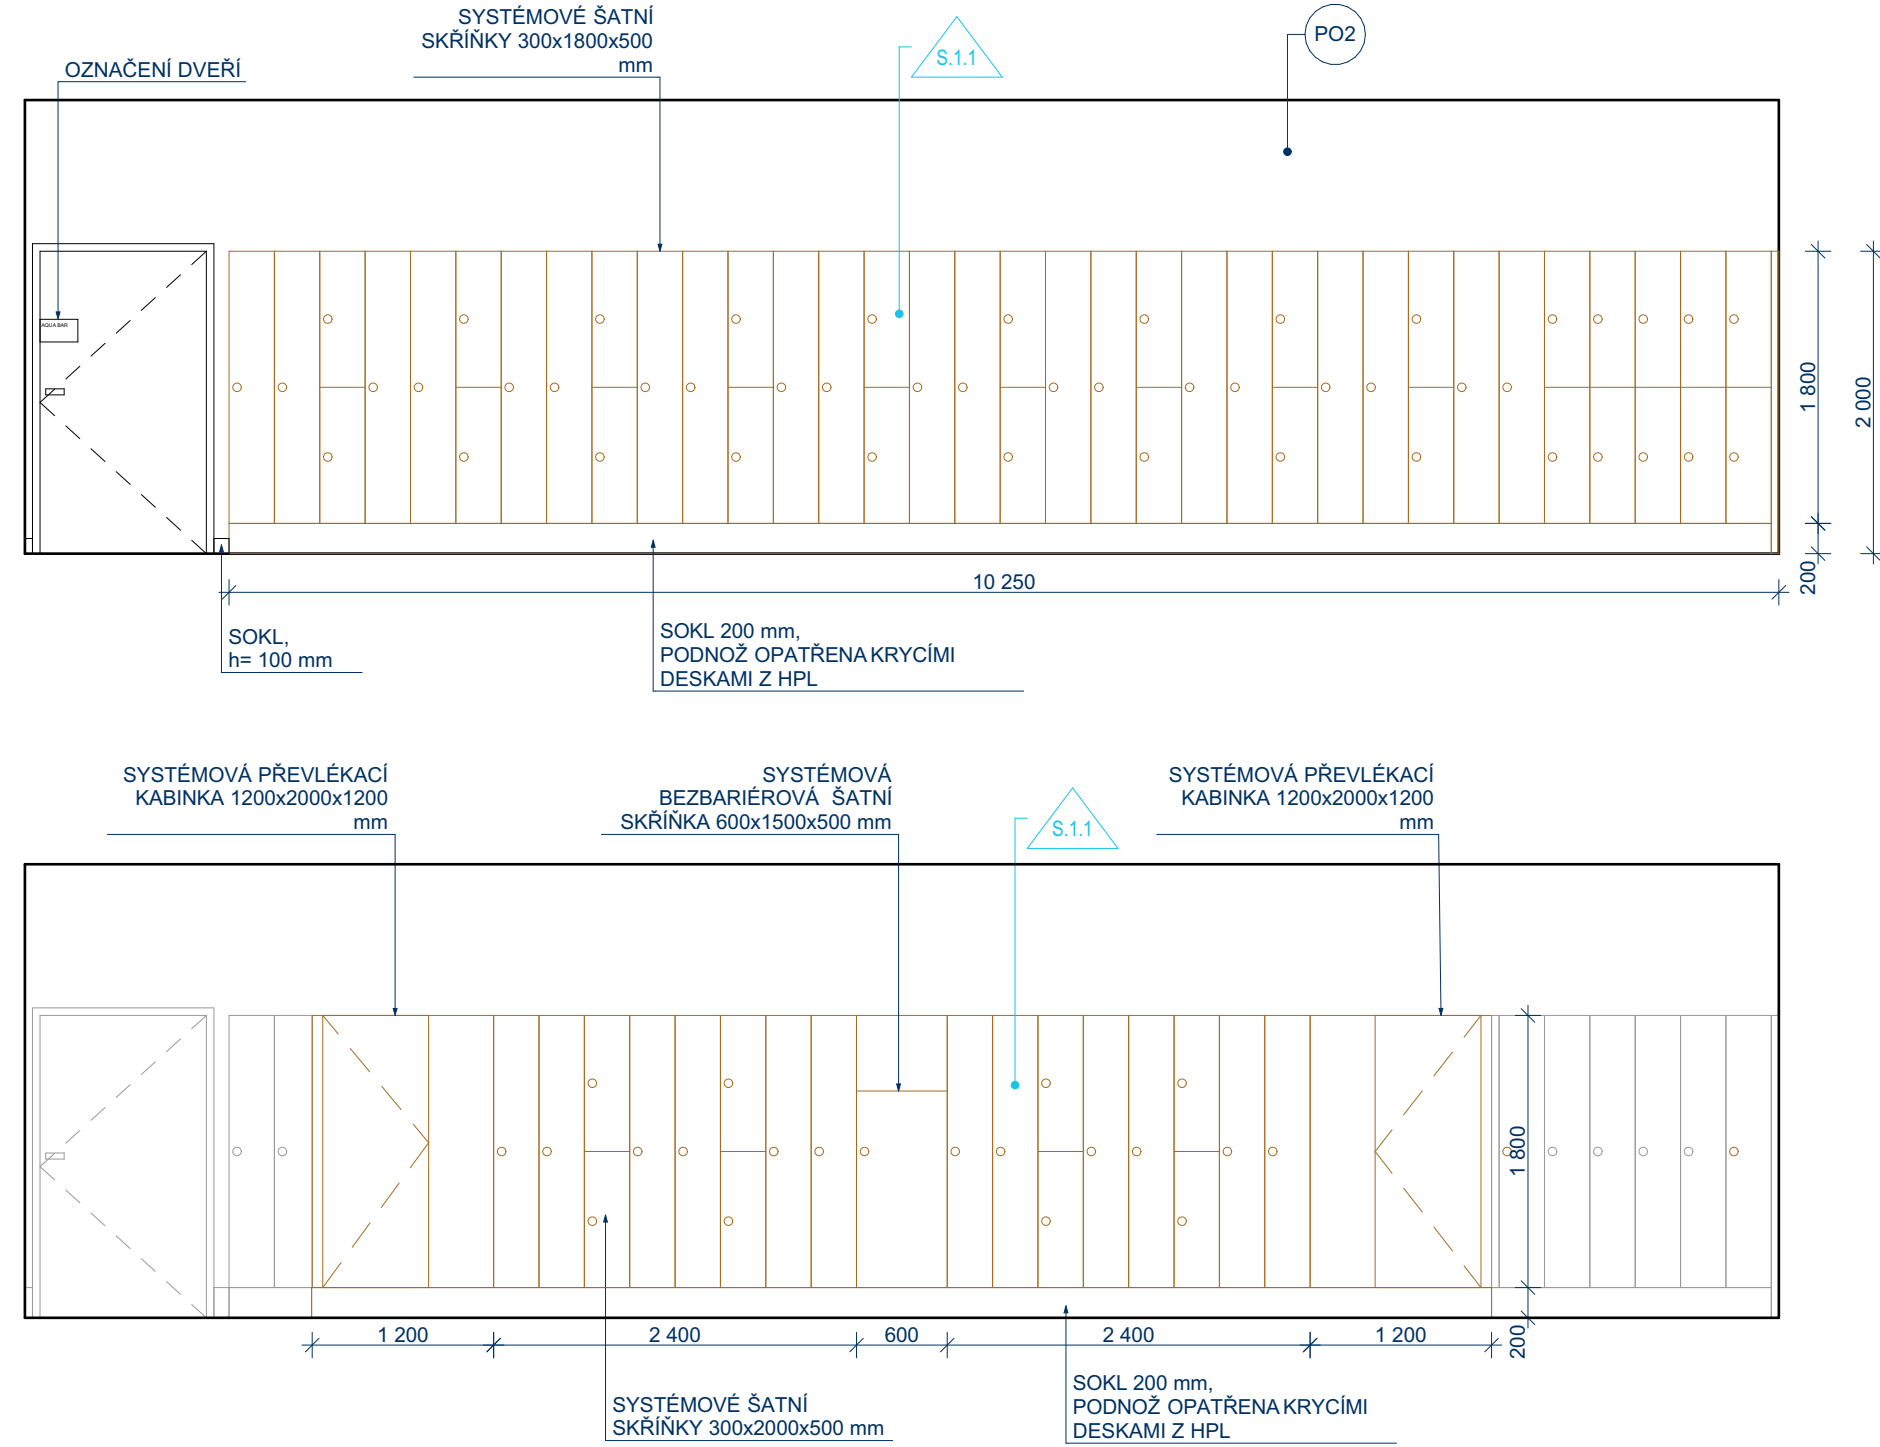 SYSTÉMOVÉ ŠATNÍ
SKŘÍŇKY 300x1800x500
mm
OZNAČENÍ DVEŘÍ
S.1.1
PO2
AQUA BAR
1 800
2 000
200
10 250
SOKL,
h= 100 mm
SOKL 200 mm,
PODNOŽ OPATŘENA KRYCÍMI
DESKAMI Z HPL
SYSTÉMOVÁ PŘEVLÉKACÍ
KABINKA 1200x2000x1200
mm
SYSTÉMOVÁ
BEZBARIÉROVÁ ŠATNÍ
SKŘÍŇKA 600x1500x500 mm
S.1.1
SYSTÉMOVÁ PŘEVLÉKACÍ
KABINKA 1200x2000x1200
mm
1 800
200
1 200
2 400
600
2 400
1 200
SYSTÉMOVÉ ŠATNÍ
SKŘÍŇKY 300x2000x500 mm
SOKL 200 mm,
PODNOŽ OPATŘENA KRYCÍMI
DESKAMI Z HPL